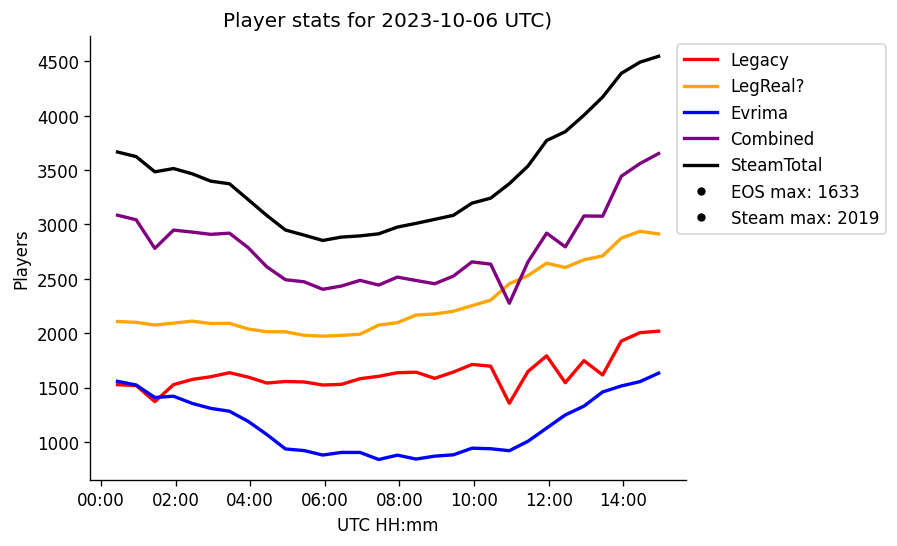 Player stats for 2023-10-06 UTC)
4500
4000
3500
3000
2500
2000
1500
1000
Players
00:00 02:00 04:00 06:00 08:00 10:00 12:00 14:00
UTC HH:mm
Legacy
LegReal?
Evrima
Combined
SteamTotal
EOS max: 1633
Steam max: 2019